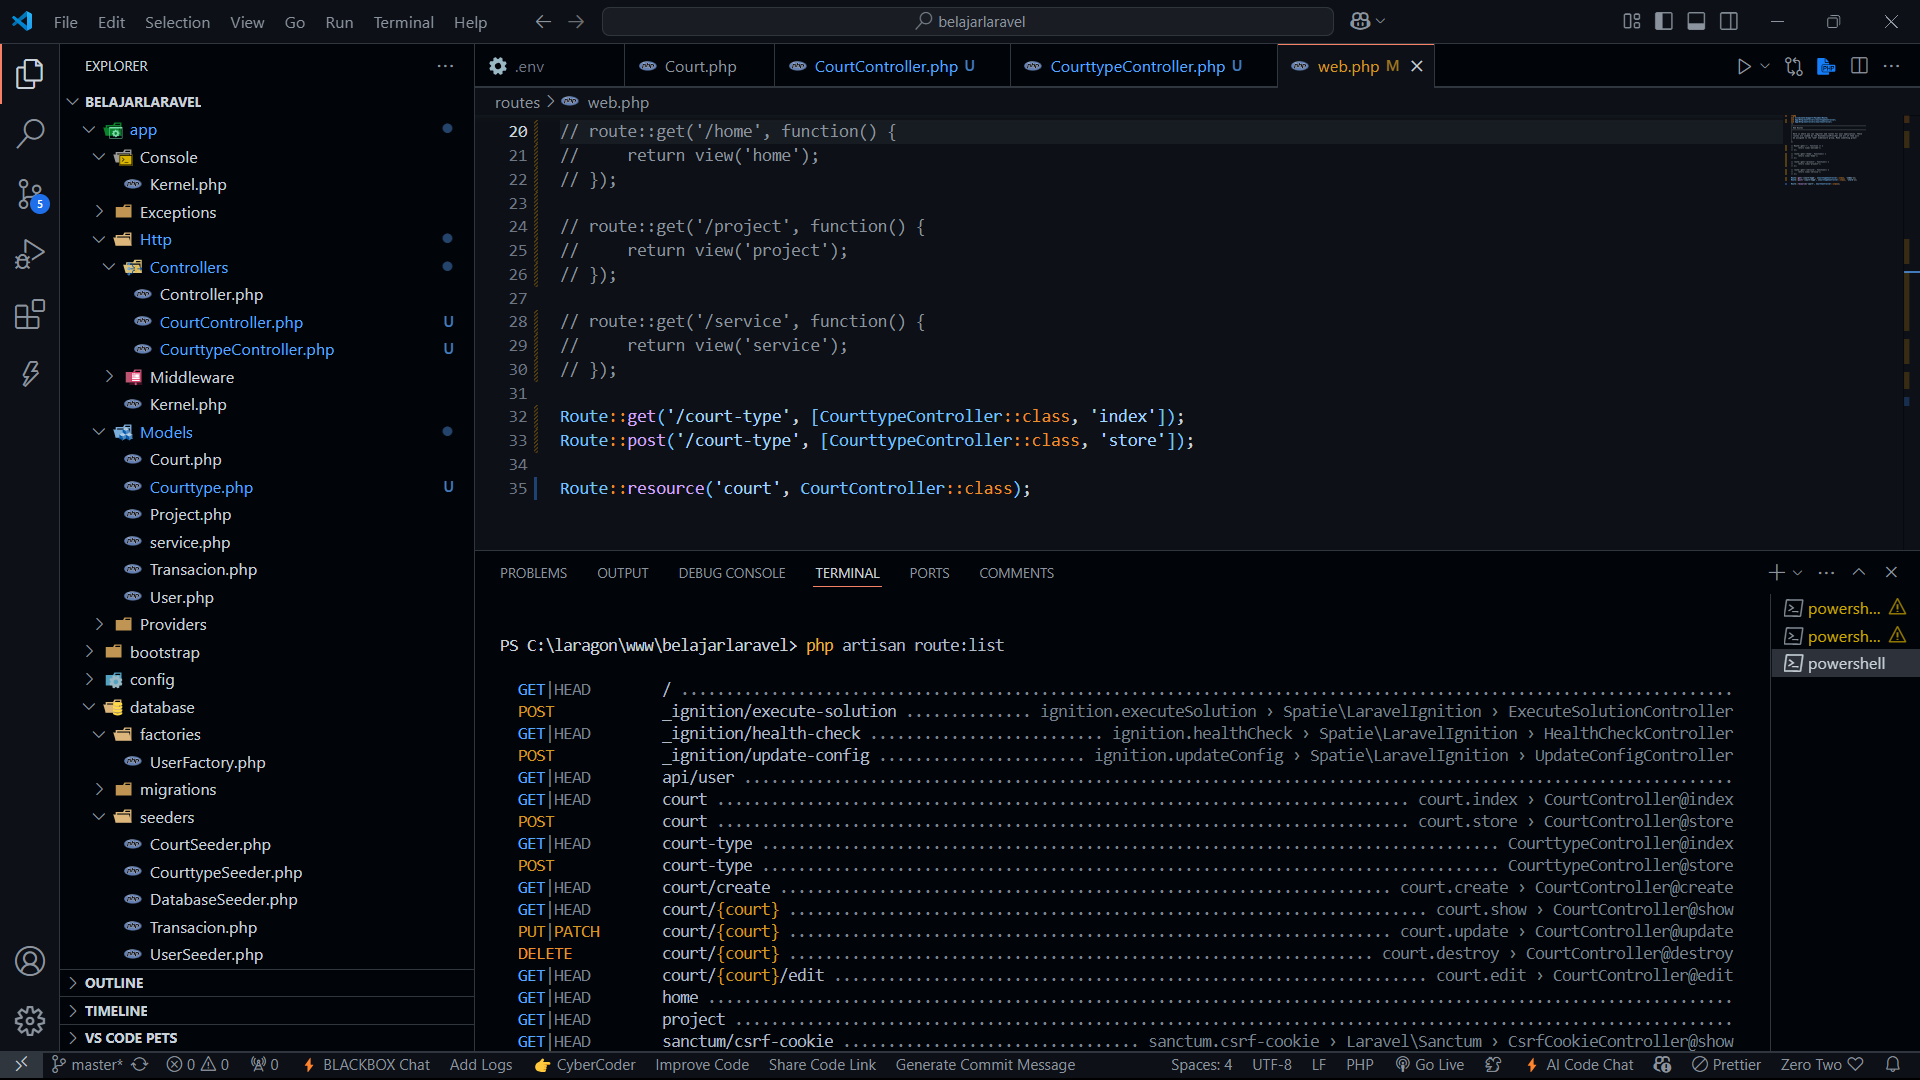 File Edit Selection View Go Run Terminal Help
belajarlaravel
EXPLORER
BELAJARLARAVEL
app
Console
Kernel.php
Exceptions
Http
Controllers
Controller.php
CourtController.php U
CourttypeController.php U
Middleware
Kernel.php
Models
Court.php
Courttype.php U
Project.php
service.php
Transacion.php
User.php
Providers
bootstrap
config
database
factories
UserFactory.php
migrations
seeders
CourtSeeder.php
CourttypeSeeder.php
DatabaseSeeder.php
Transacion.php
UserSeeder.php
OUTLINE
TIMELINE
VS CODE PETS
5
.env Court.php CourtController.php U CourttypeController.php U web.php M
routes > web.php
20 // route::get('/home', function() {
21 //     return view('home');
22 // });
23
24 // route::get('/project', function() {
25 //     return view('project');
26 // });
27
28 // route::get('/service', function() {
29 //     return view('service');
30 // });
31
32 Route::get('/court-type', [CourttypeController::class, 'index']);
33 Route::post('/court-type', [CourttypeController::class, 'store']);
34
35 Route::resource('court', CourtController::class);
PROBLEMS OUTPUT DEBUG CONSOLE TERMINAL PORTS COMMENTS
powersh...
powersh...
powershell
PS C:\laragon\www\belajarlaravel> php artisan route:list
GET|HEAD / ........................................
POST _ignition/execute-solution .............. ignition.executeSolution › Spatie\LaravelIgnition › ExecuteSolutionController
GET|HEAD _ignition/health-check .......................... ignition.healthCheck › Spatie\LaravelIgnition › HealthCheckController
POST _ignition/update-config ....................... ignition.updateConfig › Spatie\LaravelIgnition › UpdateConfigController
GET|HEAD api/user ........................................
GET|HEAD court ........................................ court.index › CourtController@index
POST court ........................................ court.store › CourtController@store
GET|HEAD court-type ........................................ CourttypeController@index
POST court-type ........................................ CourttypeController@store
GET|HEAD court/create ........................................ court.create › CourtController@create
GET|HEAD court/{court} ........................................ court.show › CourtController@show
PUT|PATCH court/{court} ........................................ court.update › CourtController@update
DELETE court/{court} ........................................ court.destroy › CourtController@destroy
GET|HEAD court/{court}/edit ........................................ court.edit › CourtController@edit
GET|HEAD home ........................................
GET|HEAD project ........................................
GET|HEAD sanctum/csrf-cookie ................................. sanctum.csrf-cookie › Laravel\Sanctum › CsrfCookieController@show
master* 0 0 0 BLACKBOX Chat Add Logs CyberCoder Improve Code Share Code Link Generate Commit Message Spaces: 4 UTF-8 LF PHP Go Live AI Code Chat Prettier Zero Two